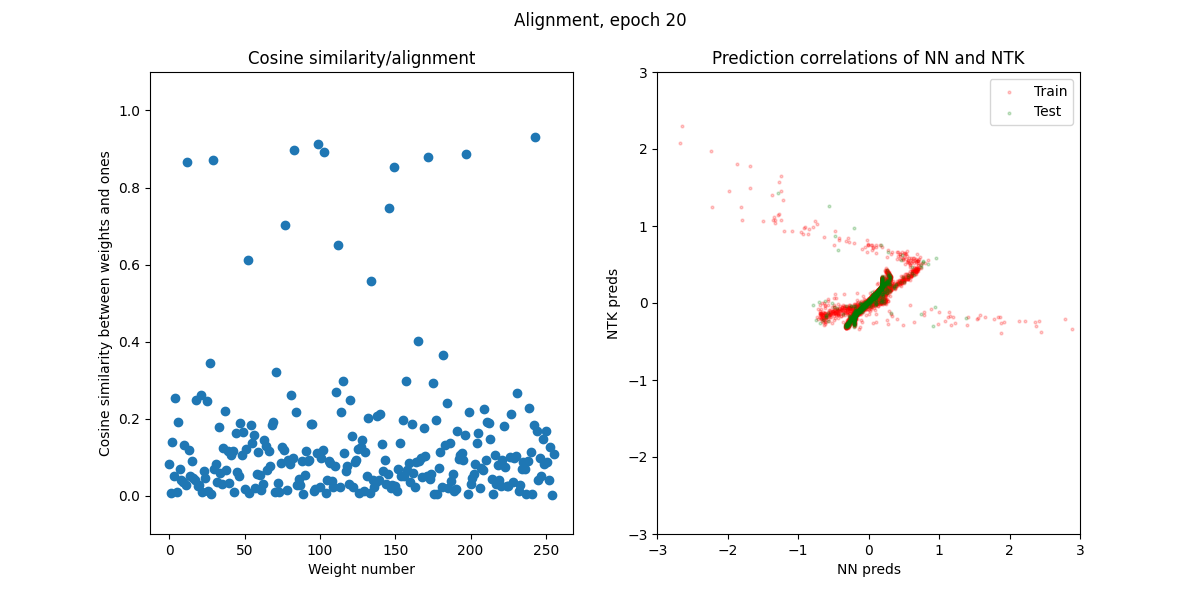 Alignment, epoch 20
Cosine similarity/alignment
Cosine similarity between weights and ones
1.0
0.8
0.6
0.4
0.2
0.0
0 50 100 150 200 250
Weight number
Prediction correlations of NN and NTK
Train
Test
NTK preds
3
2
1
0
−1
−2
−3
−3 −2 −1 0 1 2 3
NN preds